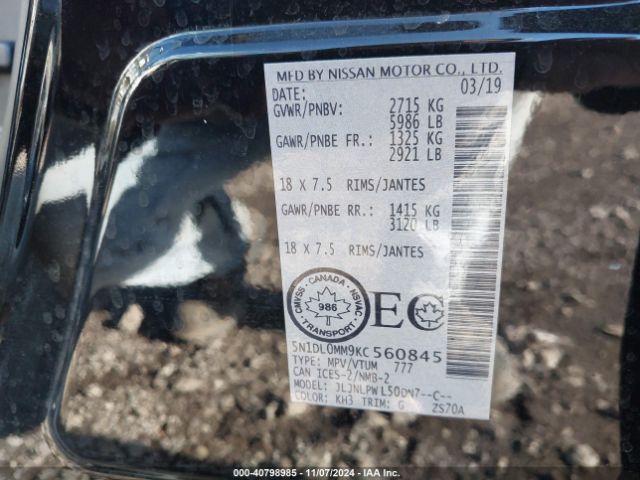 MFD BY NISSAN MOTOR CO., LTD.
DATE: 03/19
GVWR/PNBV: 2715 KG
5986 LB
GAWR/PNBE FR.: 1325 KG
2921 LB
18 X 7.5 RIMS/JANTES
GAWR/PNBE RR.: 1415 KG
3120 LB
18 X 7.5 RIMS/JANTES
CANADA
CMVSS NSVAC
986
TRANSPORT
EC
5N1DL0MM9KC560845
TYPE: MPV/VTUM 777
CAN ICES-2/NMB-2
MODEL: JLJNLPWL50DN7--C--
COLOR: KH3 TRIM: G ZS70A
000-40798985 - 11/07/2024 - IAA Inc.